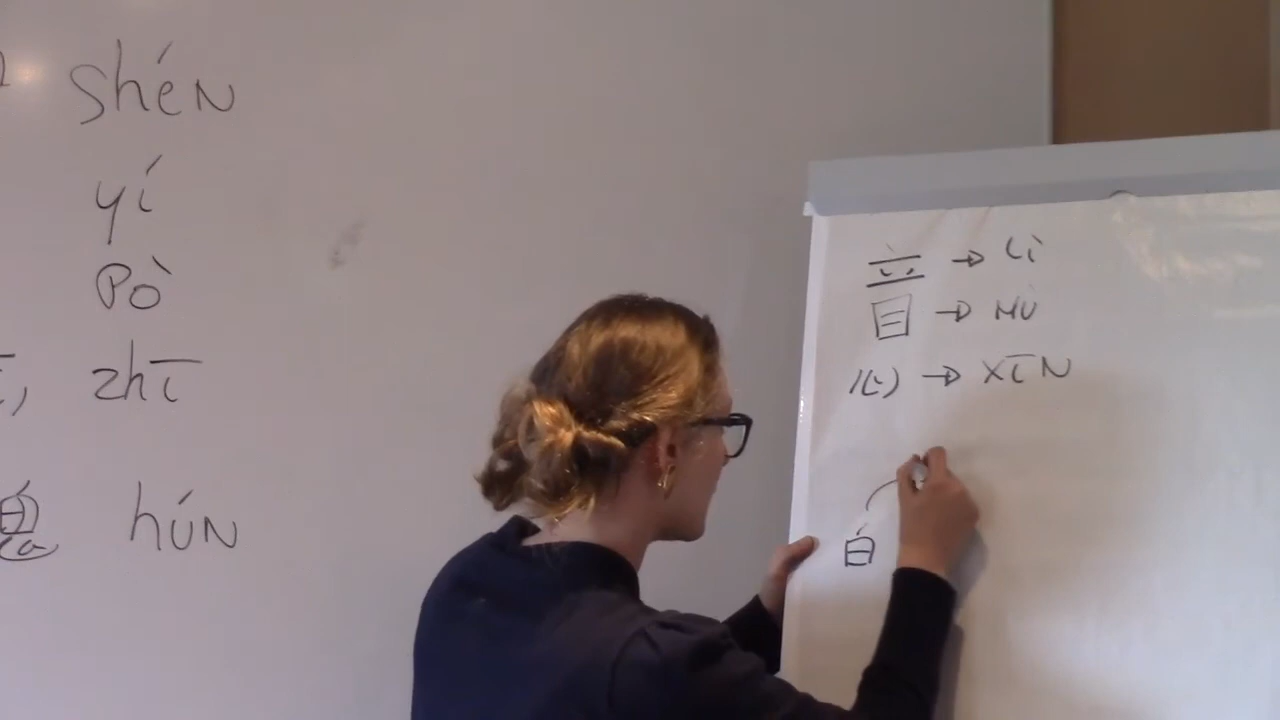 shén
yí
Pò
zhī
hún
立 → Lì
目 → MÙ
心 → XīN
白